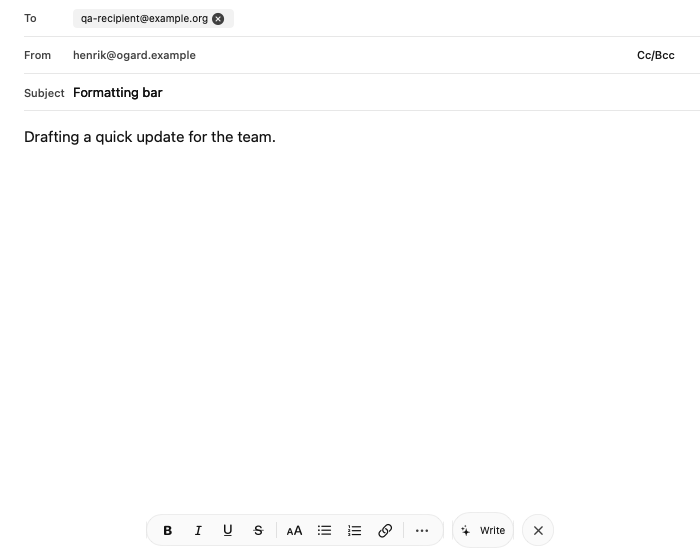 To qa-recipient@example.org
From henrik@ogard.example Cc/Bcc
Subject Formatting bar
Drafting a quick update for the team.
B I U S AA Write